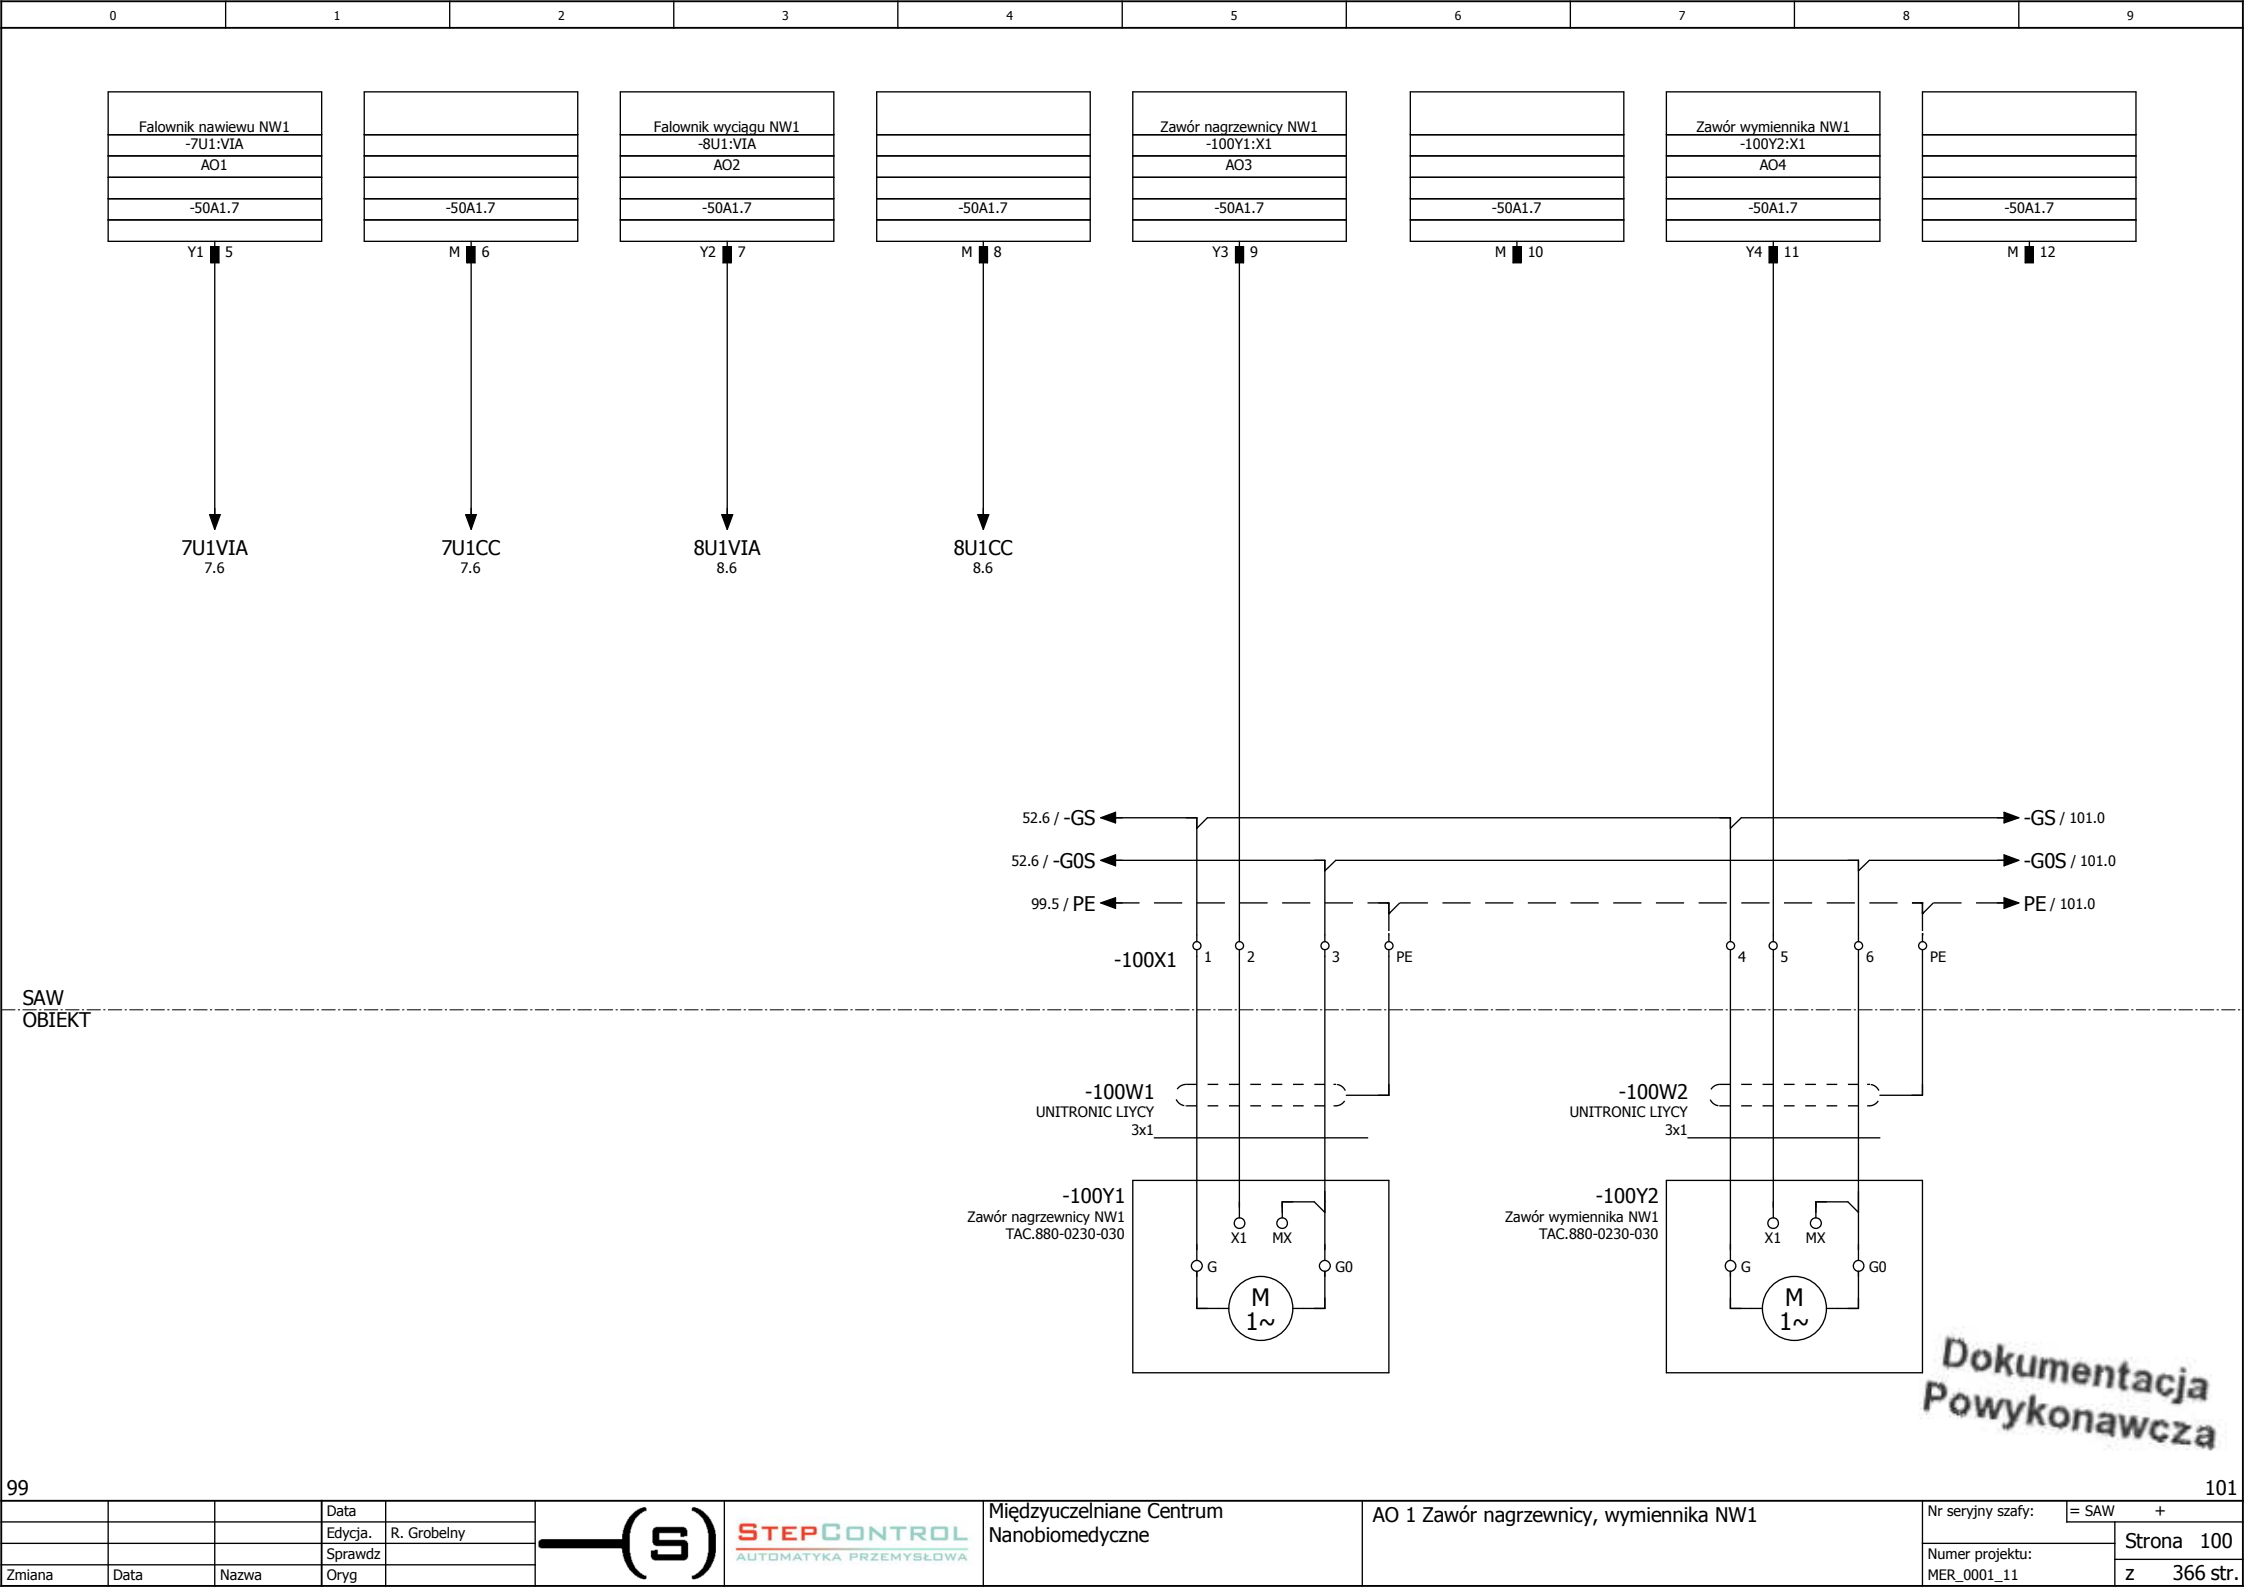 0 1 2 3 4 5 6 7 8 9
Falownik nawiewu NW1
-7U1:VIA
AO1
-50A1.7
Y1 5
-50A1.7
M 6
Falownik wyciągu NW1
-8U1:VIA
AO2
-50A1.7
Y2 7
-50A1.7
M 8
Zawór nagrzewnicy NW1
-100Y1:X1
AO3
-50A1.7
Y3 9
-50A1.7
M 10
Zawór wymiennika NW1
-100Y2:X1
AO4
-50A1.7
Y4 11
-50A1.7
M 12
7U1VIA
7.6
7U1CC
7.6
8U1VIA
8.6
8U1CC
8.6
52.6 / -GS
-GS / 101.0
52.6 / -G0S
-G0S / 101.0
99.5 / PE
PE / 101.0
-100X1 1 2 3 PE 4 5 6 PE
SAW
OBIEKT
-100W1
UNITRONIC LIYCY
3x1
-100W2
UNITRONIC LIYCY
3x1
-100Y1
Zawór nagrzewnicy NW1
TAC.880-0230-030
X1 MX
G G0
M
1~
-100Y2
Zawór wymiennika NW1
TAC.880-0230-030
X1 MX
G G0
M
1~
Dokumentacja
Powykonawcza
99
101
Data
Edycja. R. Grobelny
Sprawdz
Zmiana Data Nazwa Oryg
(s)
STEPCONTROL
AUTOMATYKA PRZEMYSŁOWA
Międzyuczelniane Centrum
Nanobiomedyczne
AO 1 Zawór nagrzewnicy, wymiennika NW1
Nr seryjny szafy:
= SAW +
Numer projektu:
MER_0001_11
Strona 100
z 366 str.